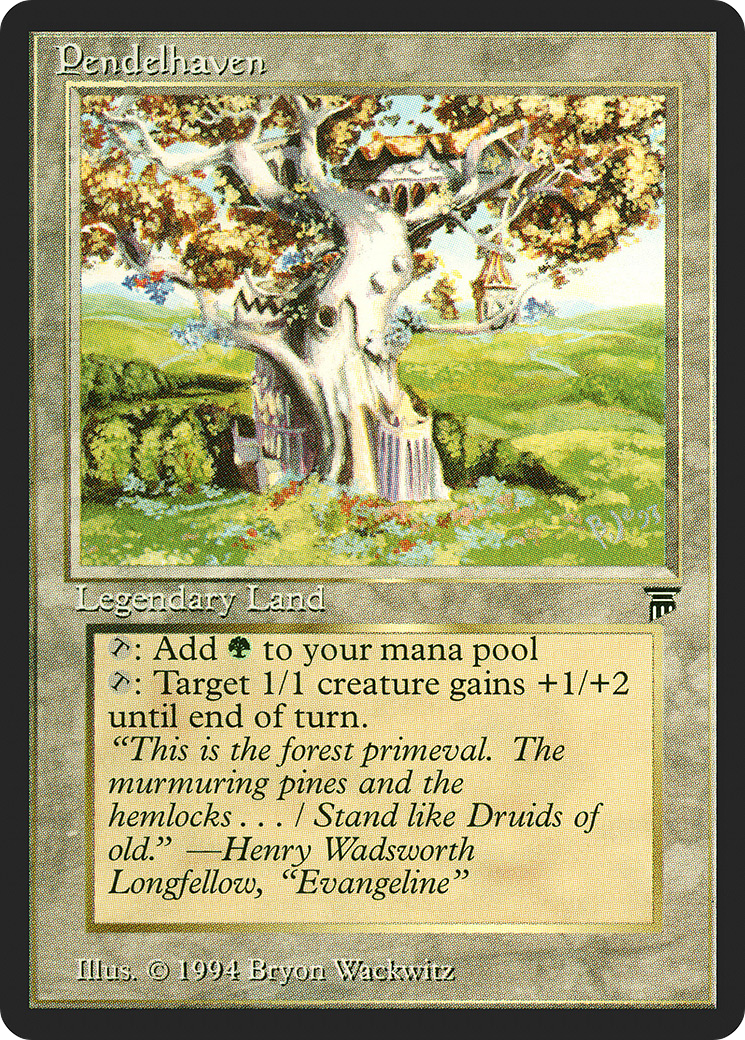 Pendelhaven
Legendary Land
: Add to your mana pool
: Target 1/1 creature gains +1/+2
until end of turn.
“This is the forest primeval. The
murmuring pines and the
hemlocks . . . / Stand like Druids of
old.” —Henry Wadsworth
Longfellow, “Evangeline”
Illus. © 1994 Bryon Wackwitz